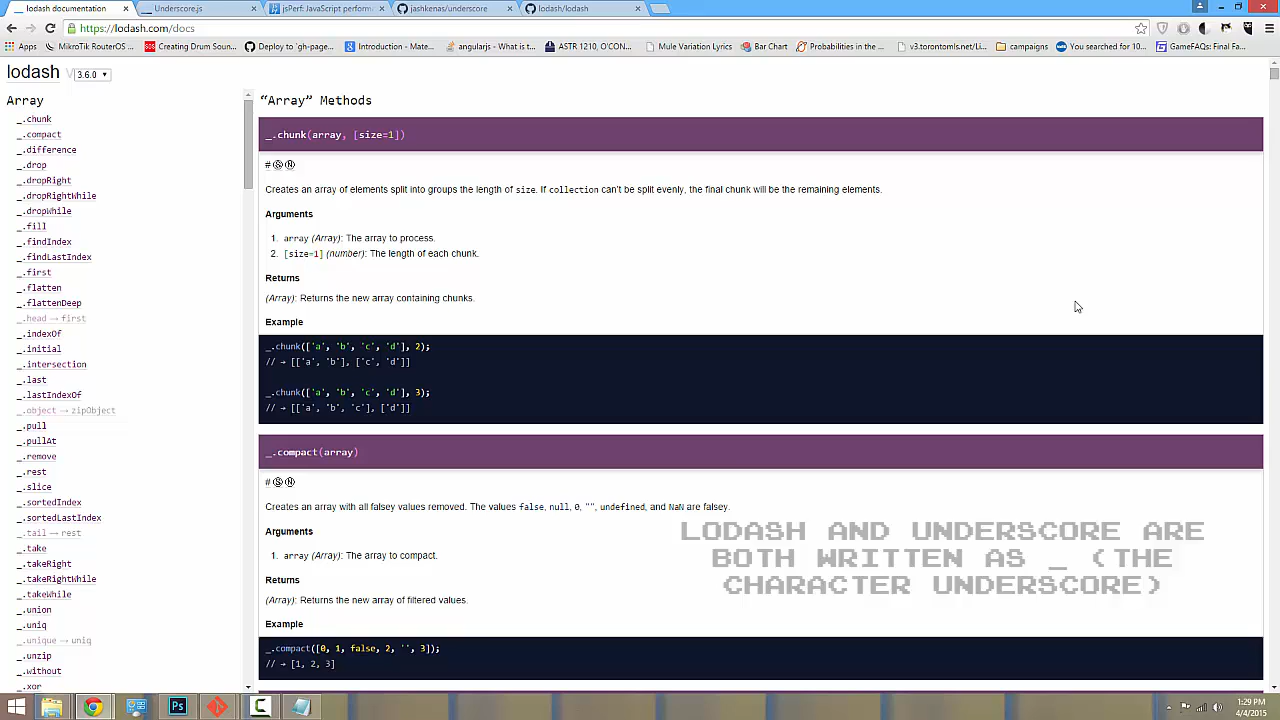 lodash documentation
Underscore.js
jsPerf: JavaScript perform
jashkenas/underscore
lodash/lodash
https://lodash.com/docs
Apps
MikroTik RouterOS ...
Creating Drum Soun...
Deploy to 'gh-page...
Introduction - Mate...
angularjs - What is t...
ASTR 1210, O'CON...
Mule Variation Lyrics
Bar Chart
Probabilities in the ...
v3.torontomls.net/Li...
campaigns
You searched for 10...
GameFAQs: Final Fa...
lodash
3.6.0
Array
_.chunk
_.compact
_.difference
_.drop
_.dropRight
_.dropRightWhile
_.dropWhile
_.fill
_.findIndex
_.findLastIndex
_.first
_.flatten
_.flattenDeep
_.head → first
_.indexOf
_.initial
_.intersection
_.last
_.lastIndexOf
_.object → zipObject
_.pull
_.pullAt
_.remove
_.rest
_.slice
_.sortedIndex
_.sortedLastIndex
_.tail → rest
_.take
_.takeRight
_.takeRightWhile
_.takeWhile
_.union
_.uniq
_.unique → uniq
_.unzip
_.without
_.xor
“Array” Methods
_.chunk(array, [size=1])
# Ⓢ Ⓝ
Creates an array of elements split into groups the length of size. If collection can't be split evenly, the final chunk will be the remaining elements.
Arguments
1. array (Array): The array to process.
2. [size=1] (number): The length of each chunk.
Returns
(Array): Returns the new array containing chunks.
Example
_.chunk(['a', 'b', 'c', 'd'], 2);
// → [['a', 'b'], ['c', 'd']]
_.chunk(['a', 'b', 'c', 'd'], 3);
// → [['a', 'b', 'c'], ['d']]
_.compact(array)
# Ⓢ Ⓝ
Creates an array with all falsey values removed. The values false, null, 0, "", undefined, and NaN are falsey.
Arguments
1. array (Array): The array to compact.
Returns
(Array): Returns the new array of filtered values.
Example
_.compact([0, 1, false, 2, '', 3]);
// → [1, 2, 3]
LODASH AND UNDERSCORE ARE
BOTH WRITTEN AS _ (THE
CHARACTER UNDERSCORE)
1:29 PM
4/4/2015